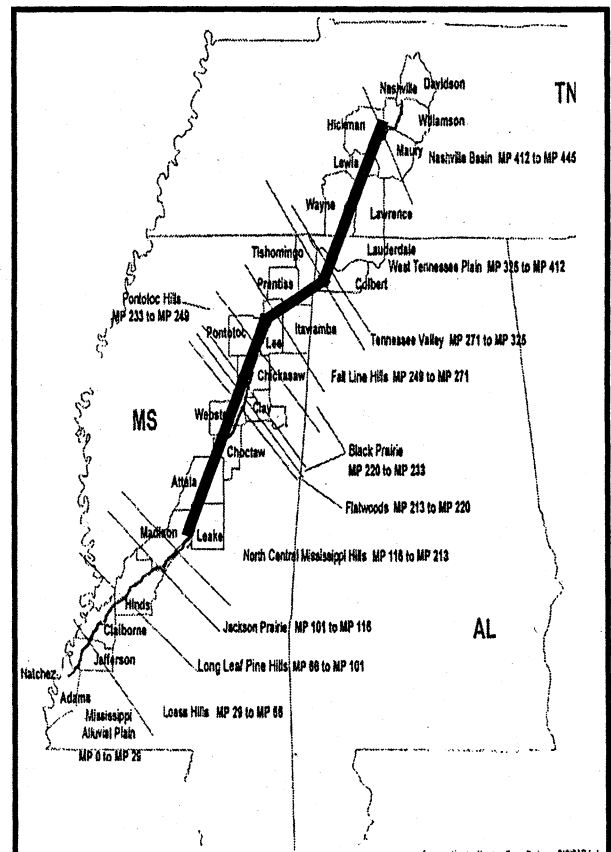 Nashville
Davidson
TN
Hickman
Williamson
Maury
Nashville Basin MP 412 to MP 445
Lewis
Wayne
Lawrence
Tishomingo
Lauderdale
West Tennessee Plain MP 325 to MP 412
Prentiss
Colbert
Pontotoc Hills
MP 233 to MP 249
Itawamba
Pontotoc
Lee
Tennessee Valley MP 271 to MP 325
Chickasaw
Fall Line Hills MP 249 to MP 271
MS
Clay
Choctaw
Black Prairie
MP 220 to MP 233
Attala
Flatwoods MP 213 to MP 220
Madison
Leake
North Central Mississippi Hills MP 116 to MP 213
Hinds
Jackson Prairie MP 101 to MP 116
AL
Claiborne
Jefferson
Long Leaf Pine Hills MP 66 to MP 101
Natchez
Adams
Loess Hills MP 29 to MP 66
Mississippi
Alluvial Plain
MP 0 to MP 29